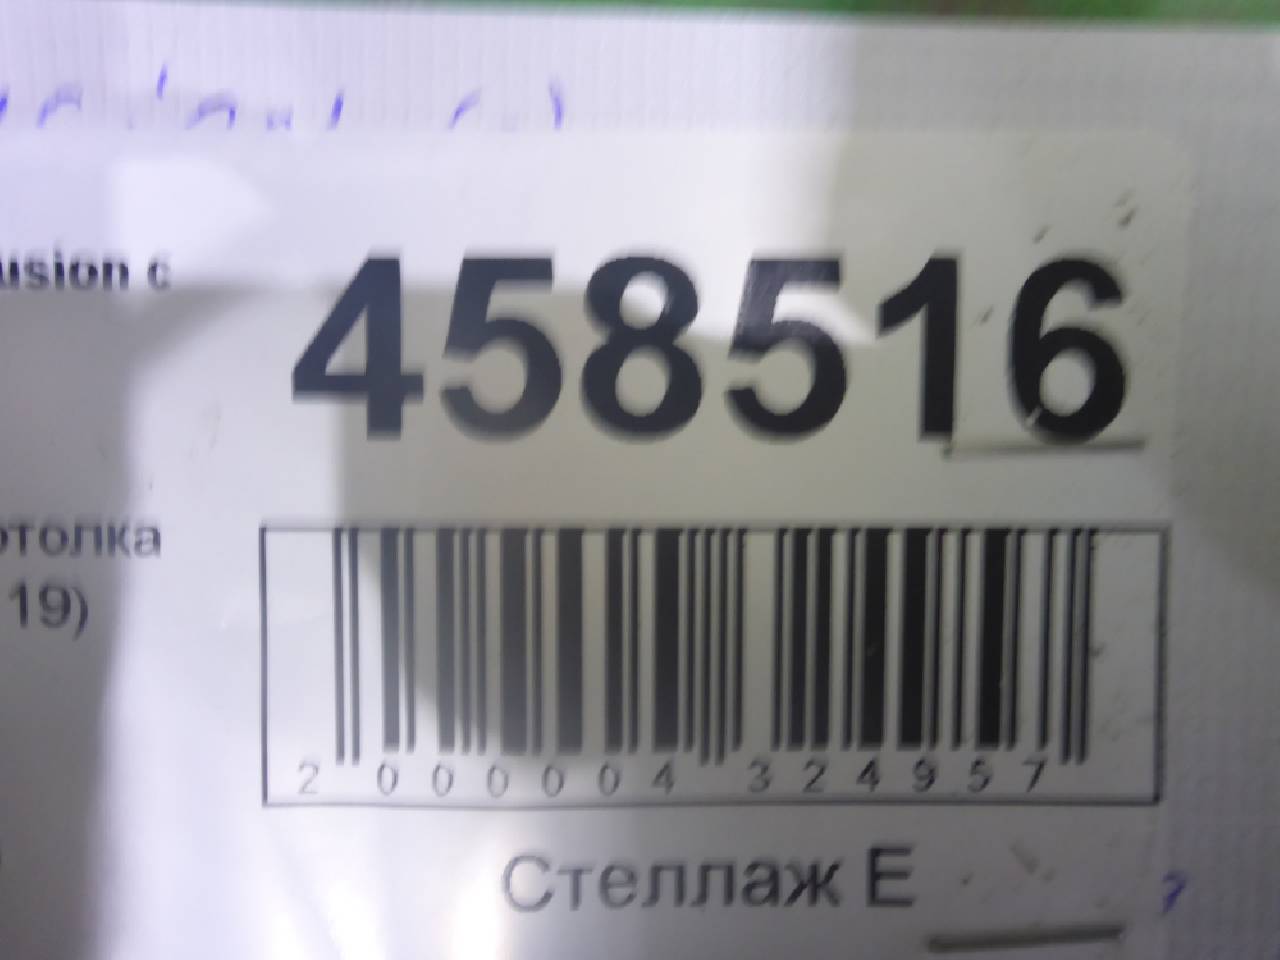 usion c
458516
отолка
19)
2 000004 324957
Стеллаж Е